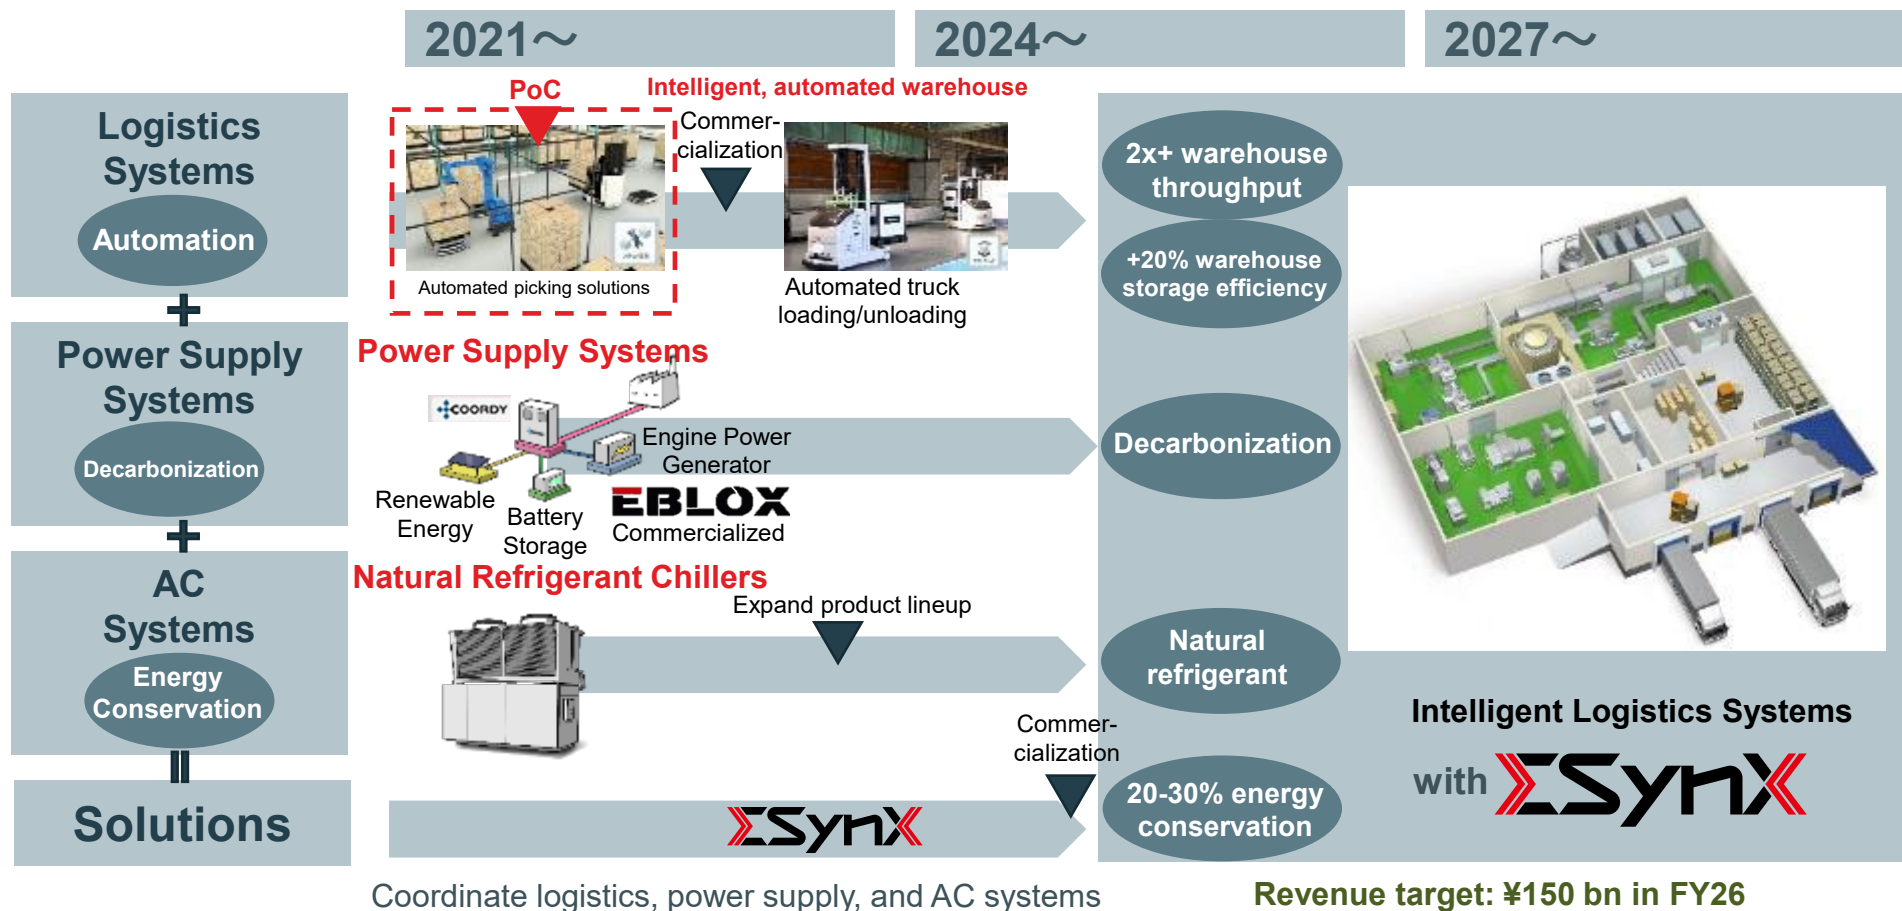 2021～
2024～
2027～
Logistics
Systems
Automation
+
Power Supply
Systems
Decarbonization
+
AC
Systems
Energy
Conservation
=
Solutions
PoC
Automated picking solutions
Intelligent, automated warehouse
Commer-
cialization
Automated truck
loading/unloading
Power Supply Systems
COORDY
Engine Power
Generator
Renewable
Energy
Battery
Storage
EBLOX
Commercialized
Natural Refrigerant Chillers
Expand product lineup
Commer-
cialization
ΣSynX
Coordinate logistics, power supply, and AC systems
2x+ warehouse
throughput
+20% warehouse
storage efficiency
Decarbonization
Natural
refrigerant
20-30% energy
conservation
Intelligent Logistics Systems
with ΣSynX
Revenue target: ¥150 bn in FY26